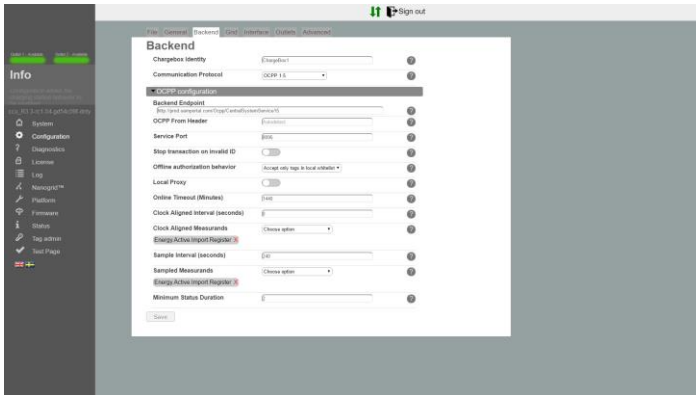 Sign out
File General Backend Grid Interface Outlets Advanced
Backend
Chargebox Identity
ChargeBox1
Communication Protocol
OCPP 1.5
OCPP configuration
Backend Endpoint
OCPP From Header
Service Port
Stop transaction on invalid ID
Offline authorization behavior
Accept only tags in local whitelist
Local Proxy
Online Timeout (Minutes)
Clock Aligned Interval (seconds)
Clock Aligned Measurands
Choose option
Energy.Active.Import.Register X
Sample Interval (seconds)
Sampled Measurands
Choose option
Energy.Active.Import.Register X
Minimum Status Duration
Save
Info
System
Configuration
Diagnostics
License
Log
Nanogrid™
Platform
Firmware
Status
Tag admin
Test Page